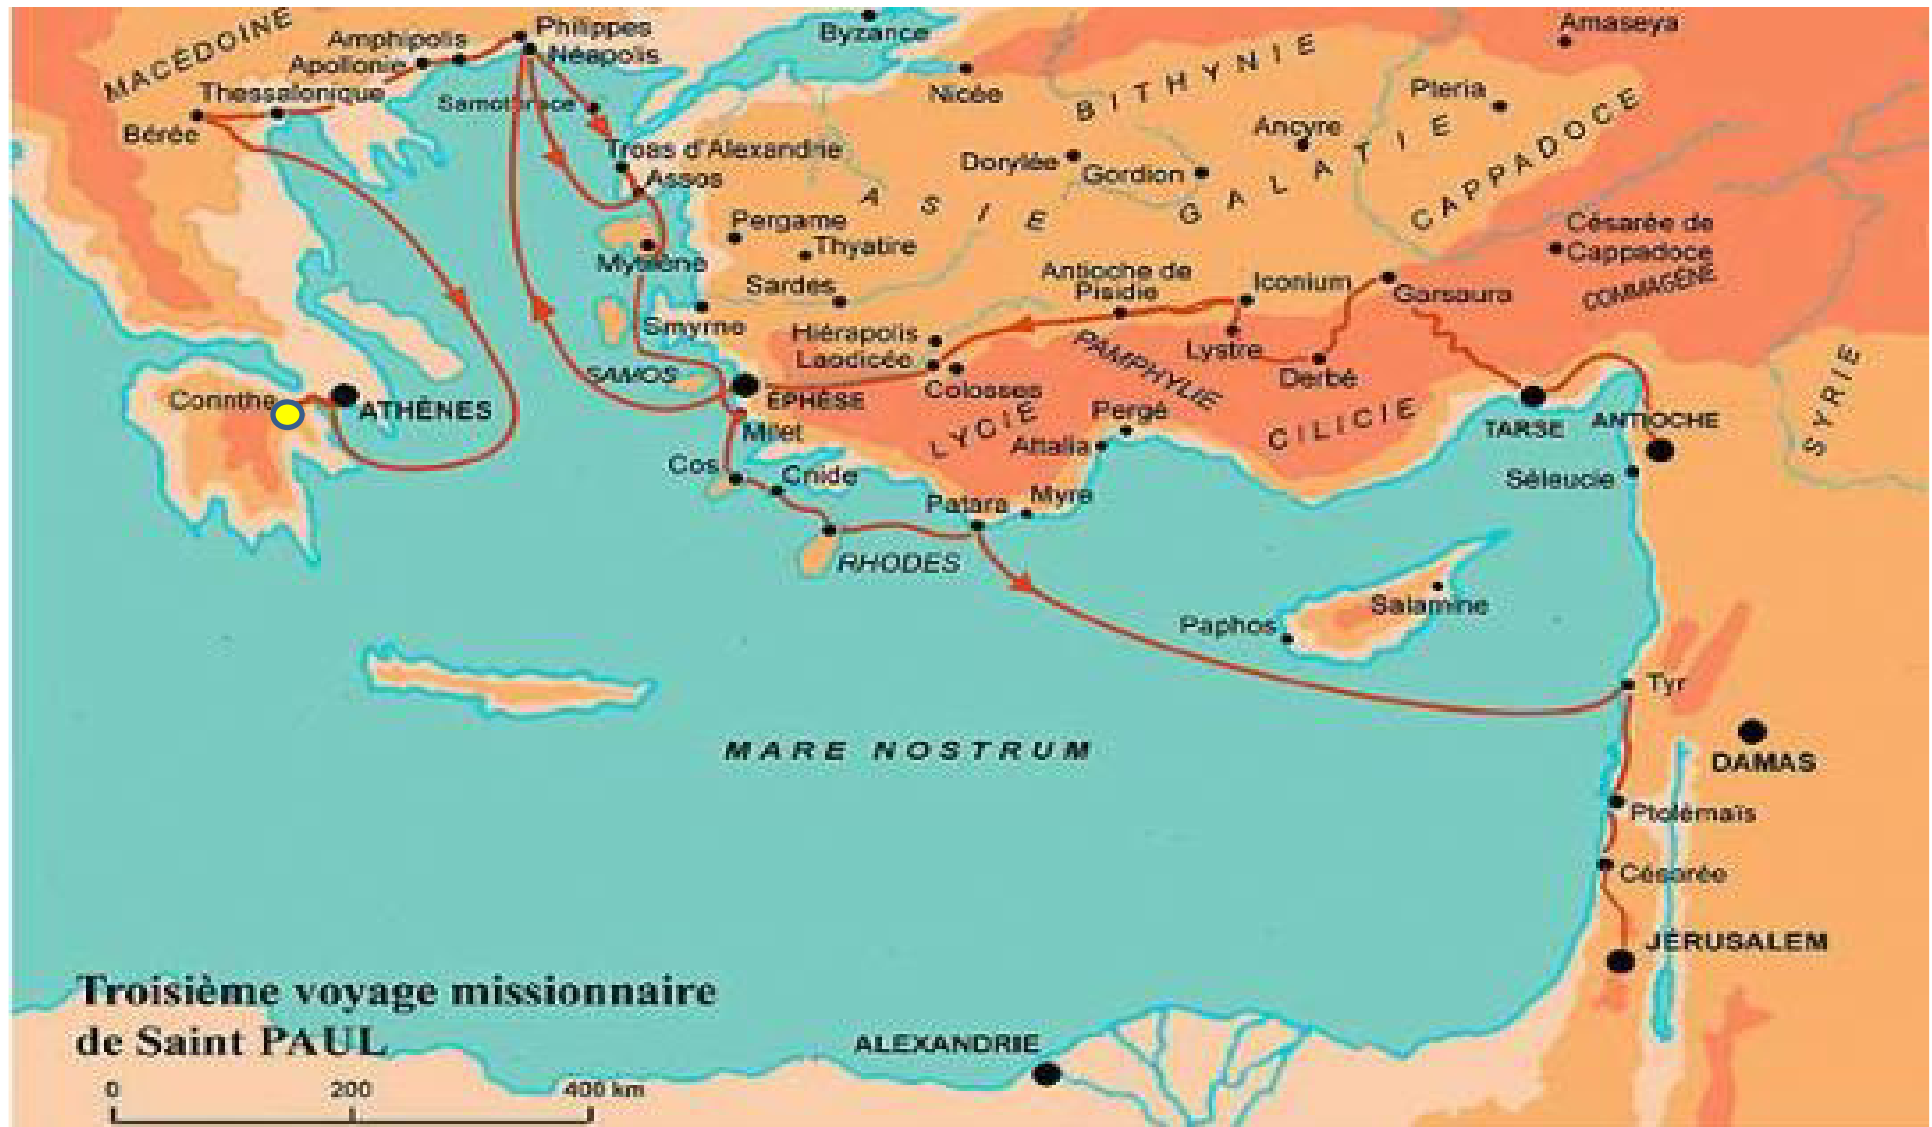 MACÉDOINE
Philippes
Amphipolis
Néapolis
Apollonie
Byzance
Amaseya
Thessalonique
Samothrace
Nicée
BITHYNIE
Pteria
Bérée
Ancyre
GALATIE
CAPPADOCE
Troas d'Alexandrie
Dorylée
Gordion
Assos
ASIE
Pergame
Thyatire
Césarée de
Cappadoce
Mytilène
Sardes
Antioche de
Pisidie
Iconium
Garsaura
COMMAGÈNE
Smyrne
Hiérapolis
Laodicée
PAMPHYLIE
Lystre
SAMOS
Colosses
Derbé
SYRIE
Corinthe
ATHÈNES
ÉPHÈSE
LYCIE
Pergé
CILICIE
TARSE
ANTIOCHE
Milet
Attalia
Cos
Cnide
Séleucie
Patara
Myre
RHODES
Salamine
Paphos
Tyr
MARE NOSTRUM
DAMAS
Ptolémaïs
Césarée
JÉRUSALEM
Troisième voyage missionnaire
de Saint PAUL
ALEXANDRIE
0 200 400 km